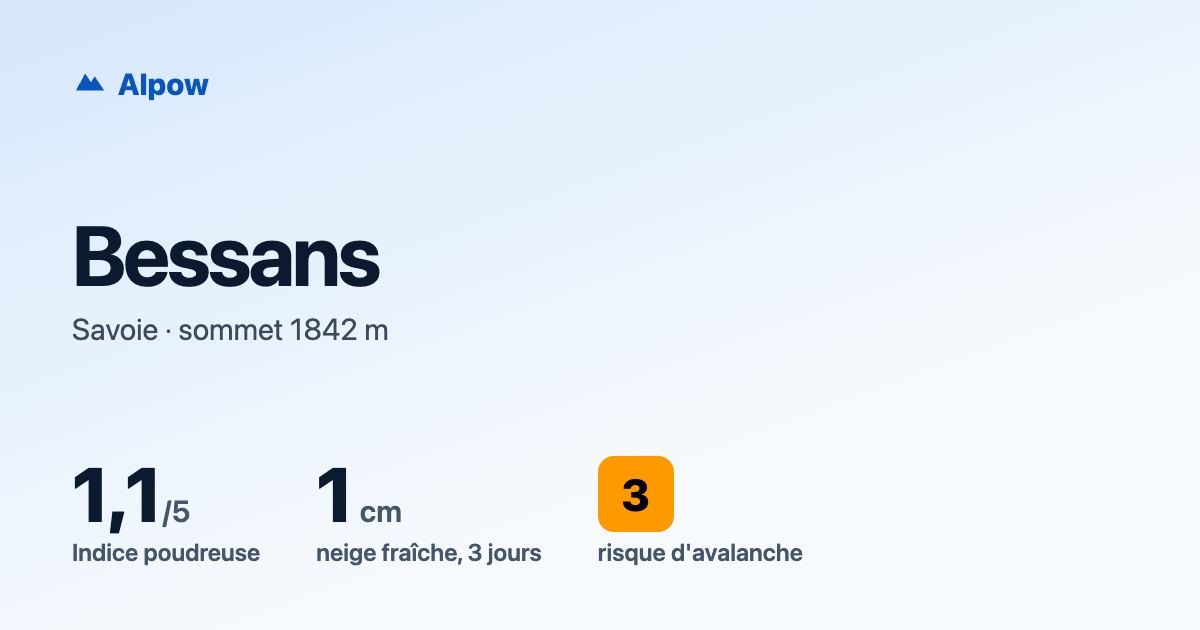 Alpow
Bessans
Savoie · sommet 1842 m
1,1/5
Indice poudreuse
1 cm
neige fraîche, 3 jours
3
risque d'avalanche